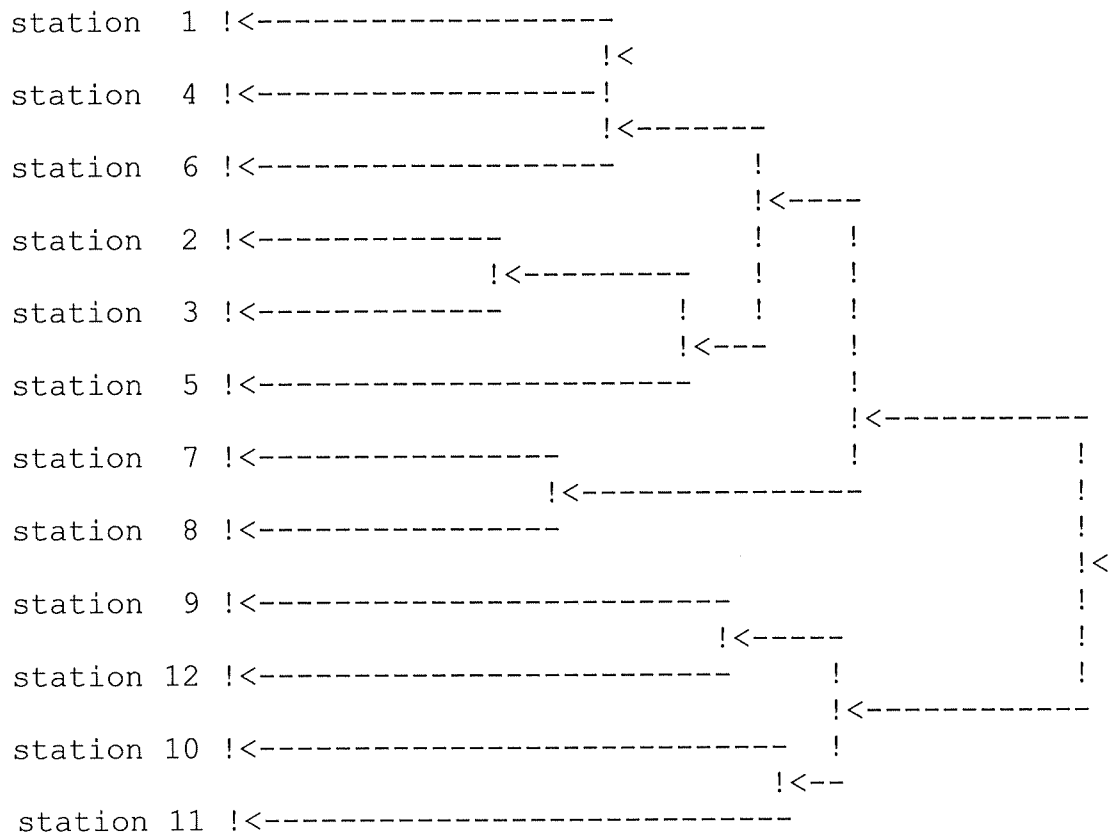 station  1 !<-------------------
                               !<
station  4 !<------------------!
                               !<-------
station  6 !<-------------------       !
                                       !<----
station  2 !<-------------             !    !
                         !<---------   !    !
station  3 !<-------------         !   !    !
                                   !<---    !
station  5 !<-----------------------        !
                                            !<-----------
station  7 !<----------------               !           !
                            !<---------------           !
station  8 !<----------------                           !
                                                        !<
station  9 !<-------------------------                  !
                                     !<-----            !
station 12 !<-------------------------     !            !
                                           !<------------
station 10 !<----------------------------  !
                                        !<--
station 11 !<----------------------------